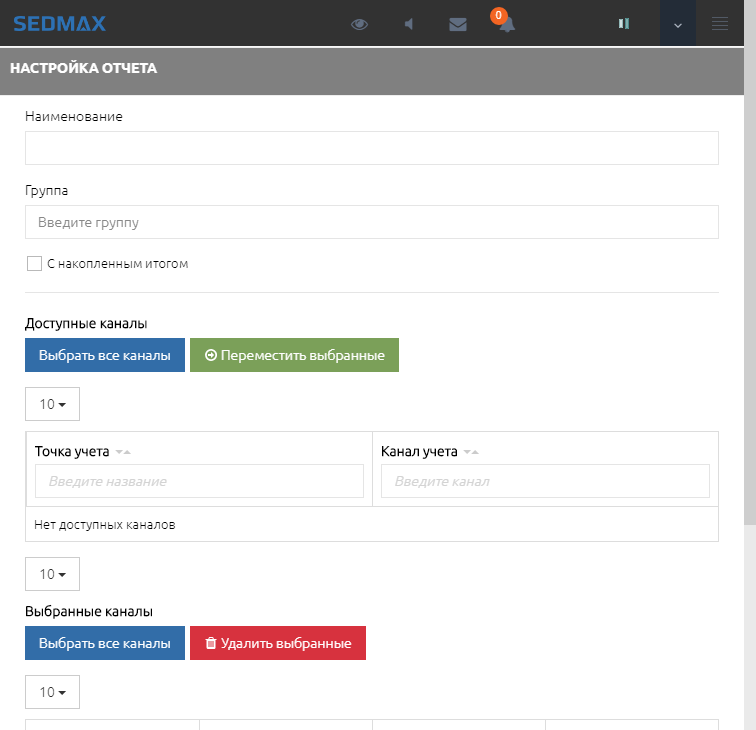 SEDMAX
0
НАСТРОЙКА ОТЧЕТА
Наименование
Группа
Введите группу
С накопленным итогом
Доступные каналы
Выбрать все каналы Переместить выбранные
10
Точка учета Канал учета
Введите название Введите канал
Нет доступных каналов
10
Выбранные каналы
Выбрать все каналы Удалить выбранные
10